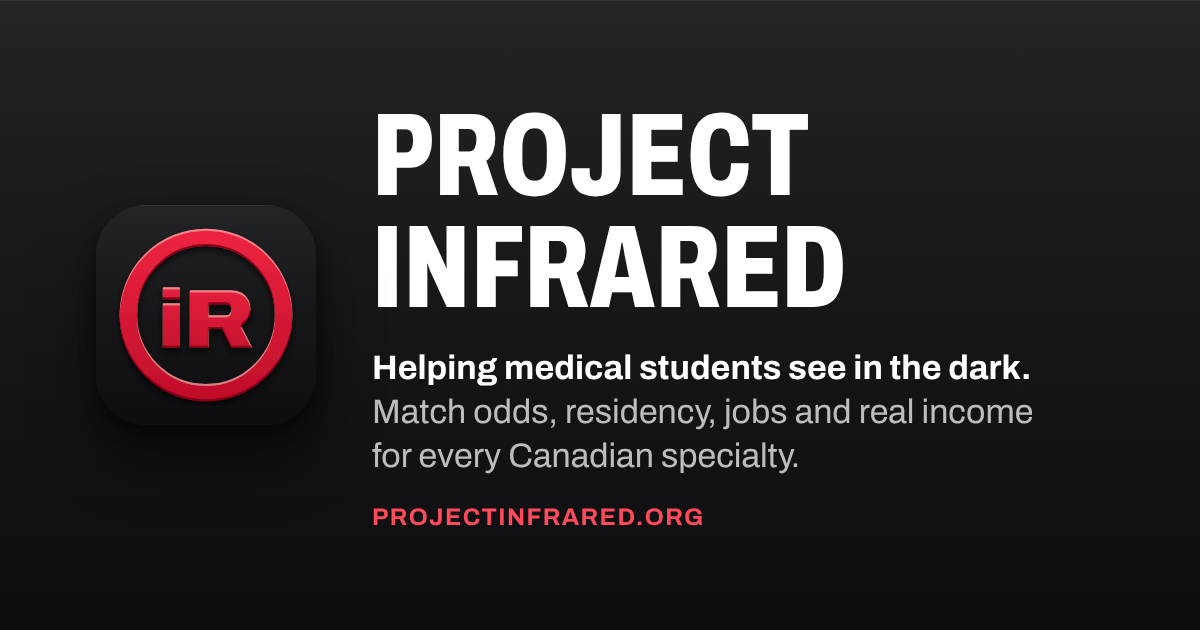 iR
PROJECT
INFRARED
Helping medical students see in the dark.
Match odds, residency, jobs and real income
for every Canadian specialty.
PROJECTINFRARED.ORG